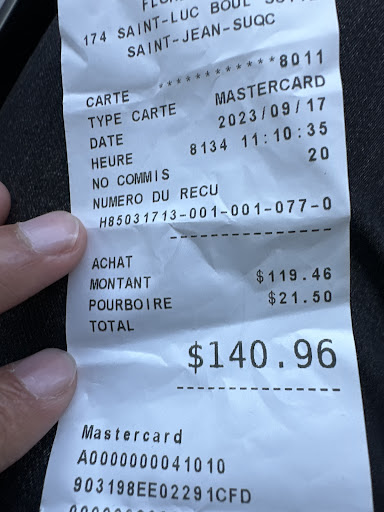 174 SAINT-LUC BOUL
SAINT-JEAN-SUQC
CARTE ************8011
TYPE CARTE MASTERCARD
DATE 2023/09/17
HEURE 8134 11:10:35
NO COMMIS 20
NUMERO DU RECU
H85031713-001-001-077-0
ACHAT
MONTANT $119.46
POURBOIRE $21.50
TOTAL
$140.96
Mastercard
A0000000041010
903198EE02291CFD